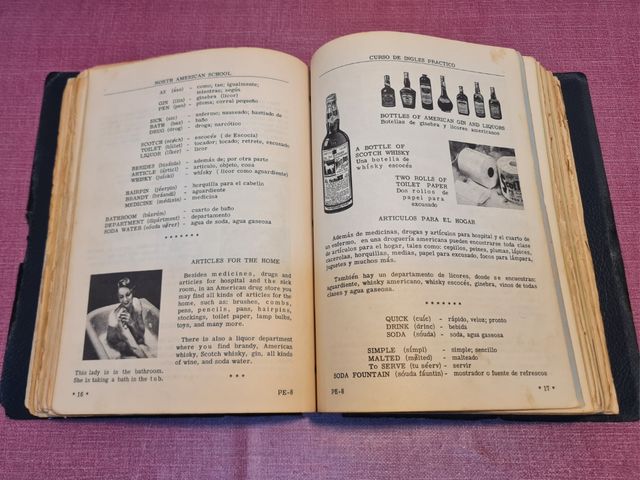 NORTH AMERICAN SCHOOL
AS (ás) - como; tan; igualmente;
mientras; según
GIN (llin) - ginebra (licor)
PEN (pen) - pluma; corral pequeño
SICK (sic) - enfermo; nauseado; hastiado de
BATH (baz) - baño
DRUG (drog) - droga; narcótico
SCOTCH (scotch) - escocés (de Escocia)
TOILET - tocador; tocado; retrete, excusado
LIQUOR - licor
BESIDES - además de; por otra parte
ARTICLE - artículo; objeto, cosa
WHISKY - whisky (licor como aguardiente)
HAIRPIN (jéerpin) - horquilla para el cabello
BRANDY (brándi) - aguardiente
MEDICINE (médisin) - medicina
BATHROOM (bázrum) - cuarto de baño
DEPARTMENT (dipártment) - departamento
SODA WATER (sóuda uórer) - soda, agua gaseosa
*******
ARTICLES FOR THE HOME
Besides medicines, drugs and
articles for hospital and the sick
room, in an American drug store you
may find all kinds of articles for the
home, such as: brushes, combs,
pens, pencils, pans, hairpins,
stockings, toilet paper, lamp bulbs,
toys, and many more.
There is also a liquor department
where you find brandy, American
whisky, Scotch whisky, gin, all kinds
of wine, and soda water.
***
This lady is in the bathroom.
She is taking a bath in the tub.
* 16 *
PE-8
CURSO DE INGLES PRACTICO
BOTTLES OF AMERICAN GIN AND LIQUORS
Botellas de ginebra y licores americanos
A BOTTLE OF
SCOTCH WHISKY
Una botella de
whisky escocés
TWO ROLLS OF
TOILET PAPER
Dos rollos de
papel para
excusado
ARTICULOS PARA EL HOGAR
Además de medicinas, drogas y artículos para hospital y el cuarto de
un enfermo, en una droguería americana puedes encontrarse toda clase
de artículos para el hogar, tales como: cepillos, peines, plumas, lápices,
cacerolas, horquillas, medias, papel para excusado, focos para lámpara,
juguetes y muchos más.
También hay un departamento de licores, donde se encuentran:
aguardiente, whisky americano, whisky escocés, ginebra, vinos de todas
clases y agua gaseosa.
*******
QUICK (cuíc) - rápido, veloz; pronto
DRINK (drinc) - bebida
SODA (sóuda) - soda, agua gaseosa
SIMPLE (símpl) - simple; sencillo
MALTED (mólted) - malteado
To SERVE (tu séerv) - servir
SODA FOUNTAIN (sóuda fáuntin) - mostrador o fuente de refrescos
PE-8
* 17 *